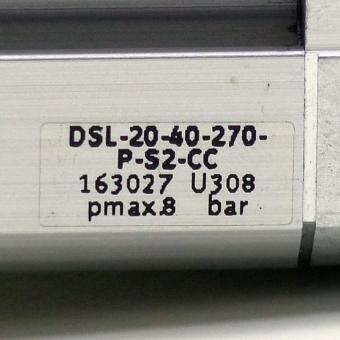 DSL-20-40-270-
P-S2-CC
163027 U308
pmax.8 bar